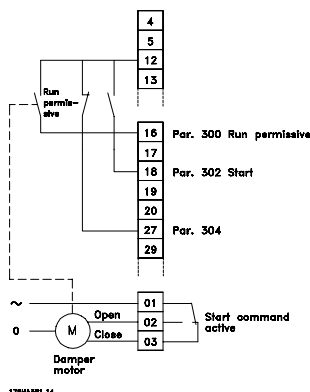 4
5
12
13
Run
permis-
sive
16 Par. 300 Run permissive
17
18 Par. 302 Start
19
20
27 Par. 304
29
~ 01
Open
0 M 02 Start command
active
Close 03
Damper
motor